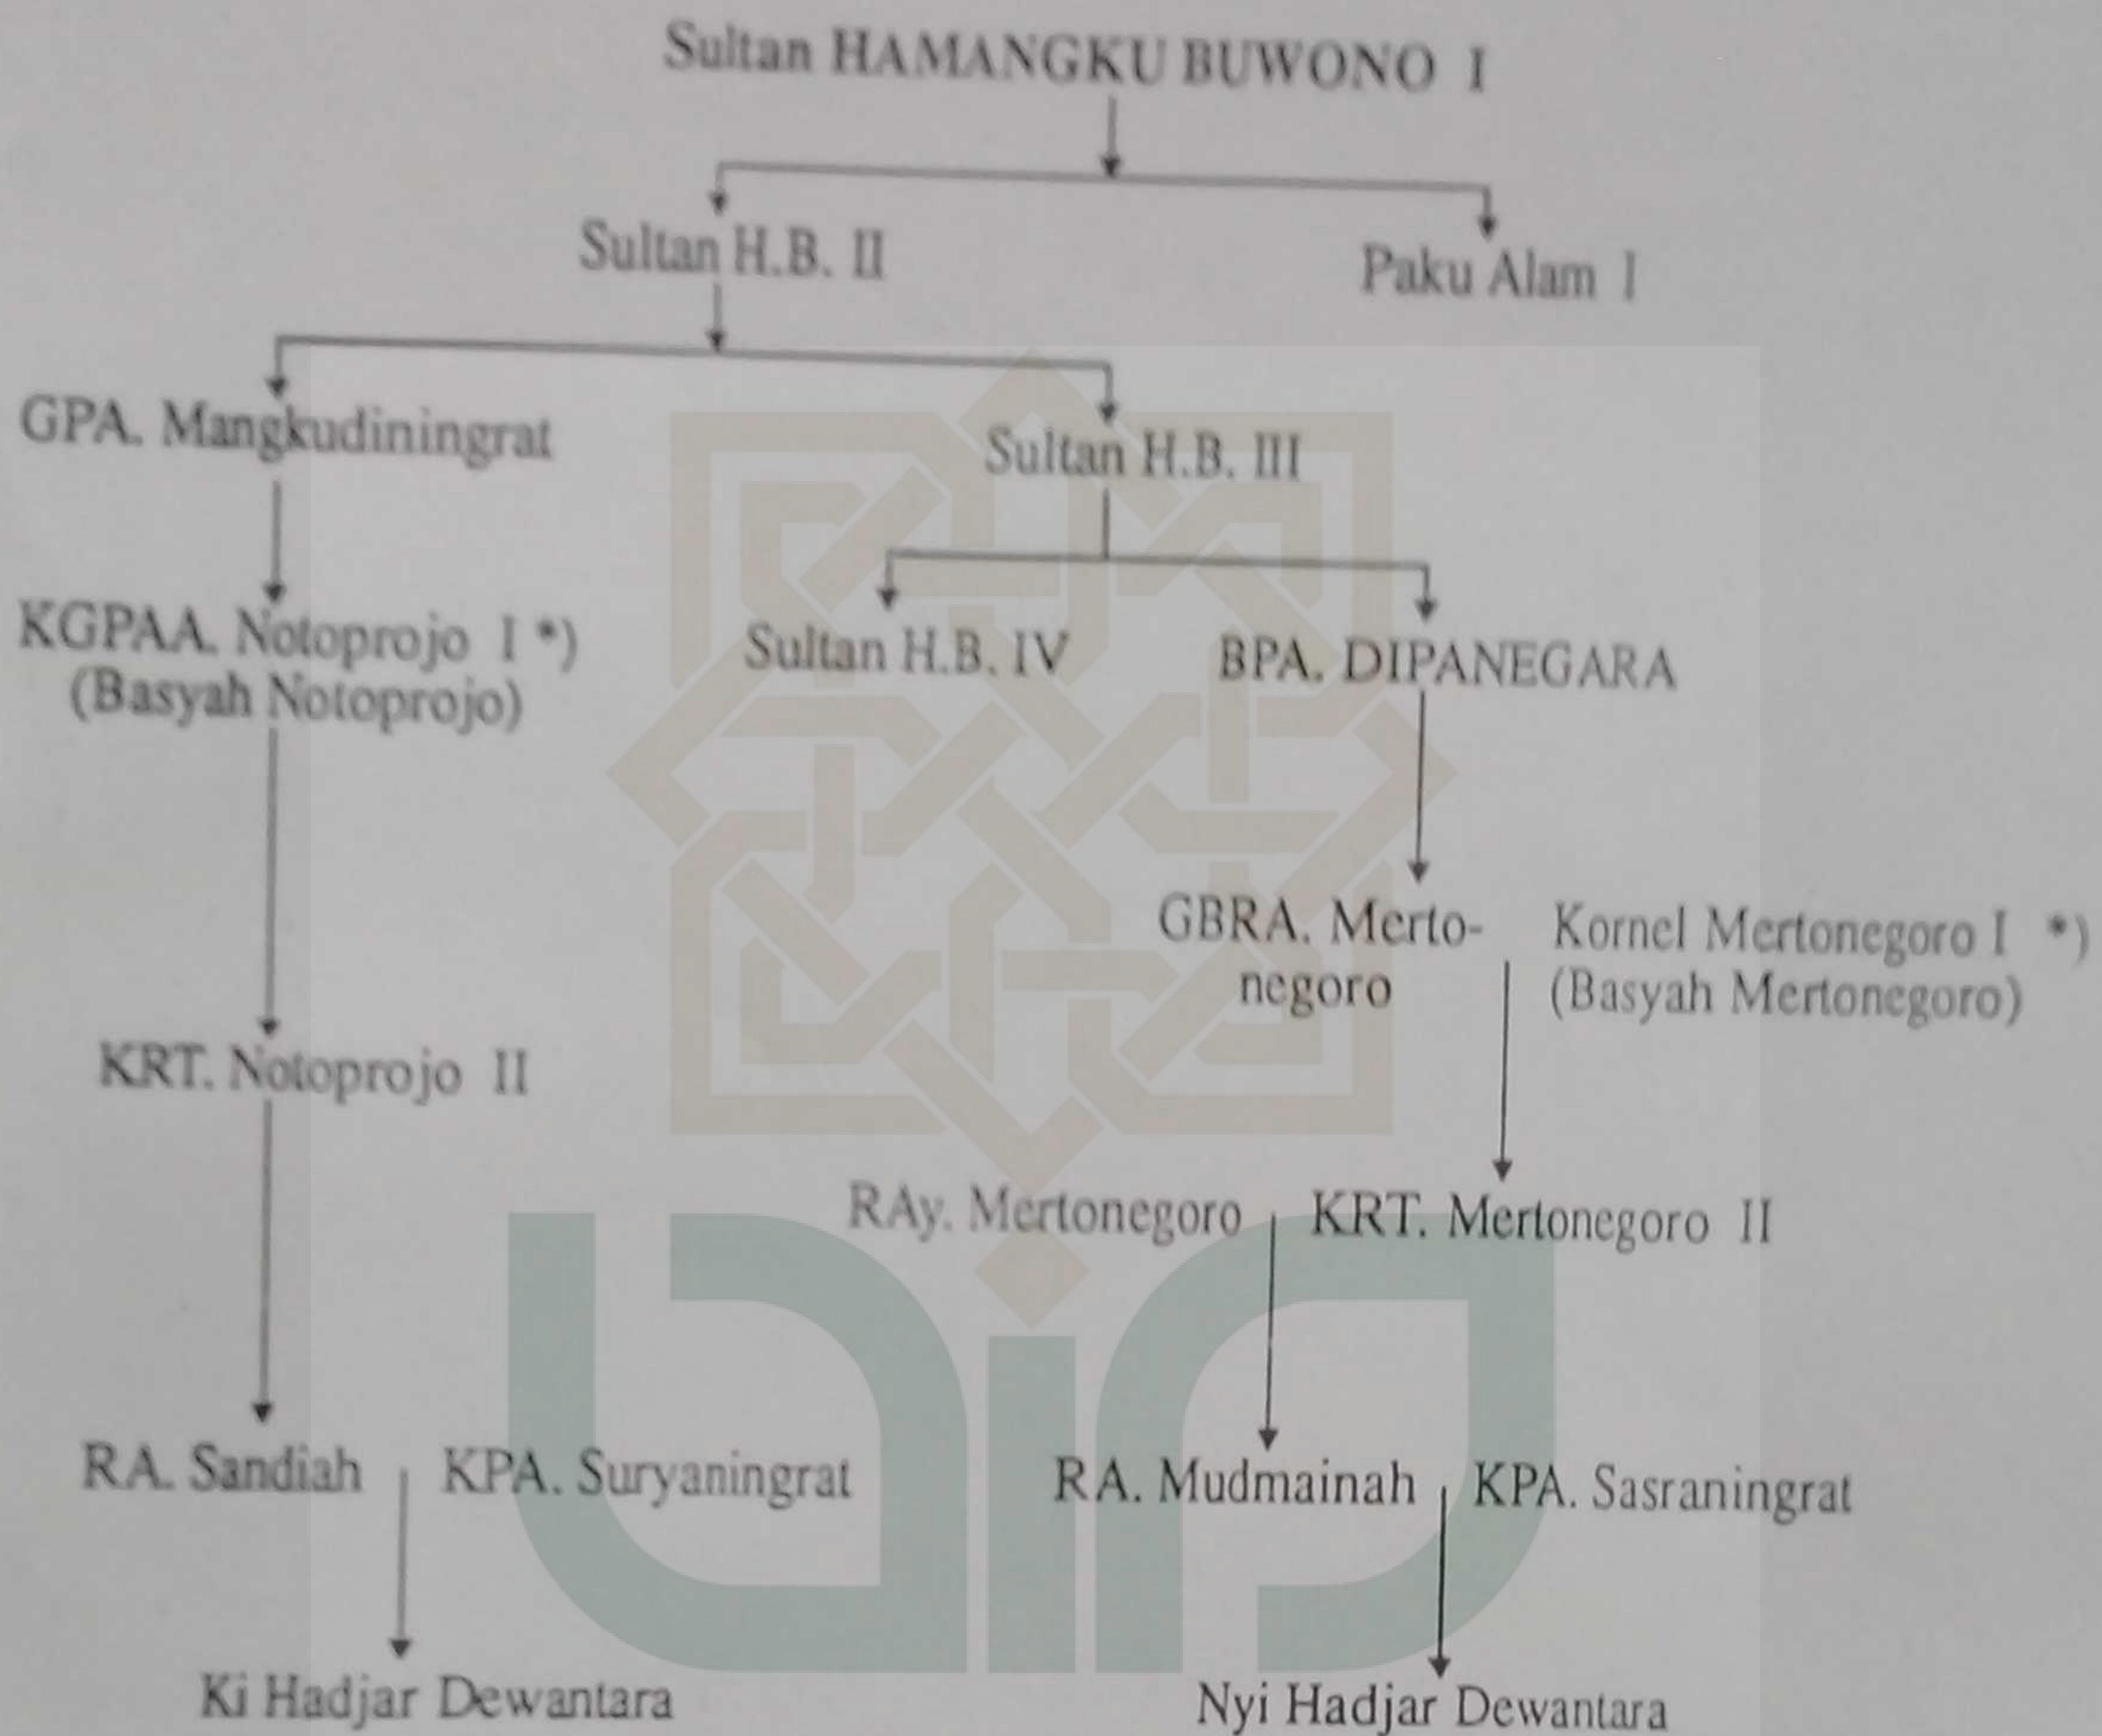 Sultan HAMANGKU BUWONO I
Sultan H.B. II
Paku Alam I
GPA. Mangkudiningrat
Sultan H.B. III
KGPAA. Notoprojo I *)
(Basyah Notoprojo)
Sultan H.B. IV
BPA. DIPANEGARA
GBRA. Merto-
negoro
Kornel Mertonegoro I *)
(Basyah Mertonegoro)
KRT. Notoprojo II
RAy. Mertonegoro
KRT. Mertonegoro II
RA. Sandiah
KPA. Suryaningrat
RA. Mudmainah
KPA. Sasraningrat
Ki Hadjar Dewantara
Nyi Hadjar Dewantara